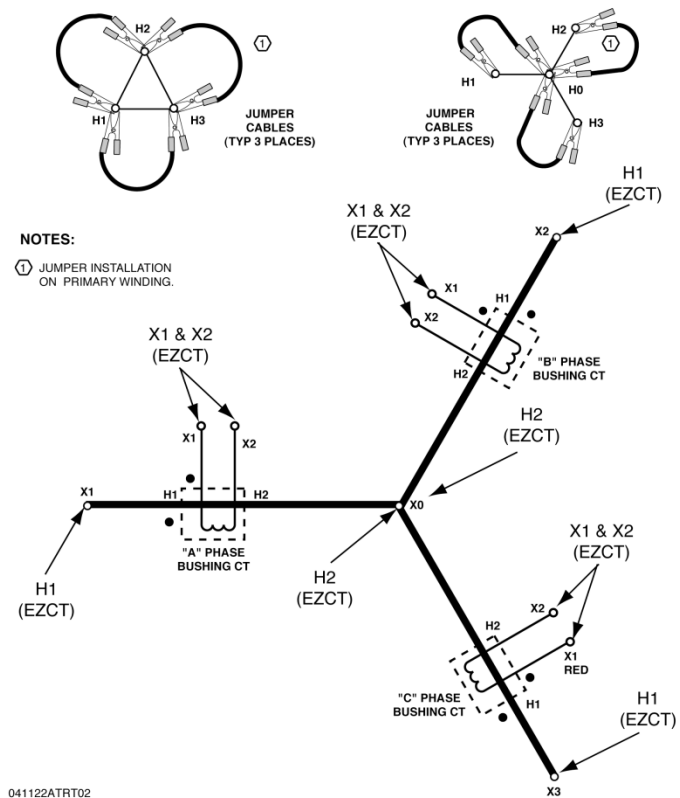 H2
1
H1
H3
JUMPER
CABLES
(TYP 3 PLACES)
H2
1
H1
H0
H3
JUMPER
CABLES
(TYP 3 PLACES)
NOTES:
1 JUMPER INSTALLATION
ON PRIMARY WINDING.
H1
(EZCT)
X1 & X2
(EZCT)
X2
X1
X2
H1
H2
"B" PHASE
BUSHING CT
X1 & X2
(EZCT)
X1
X2
H2
(EZCT)
X1
H1
H2
X0
"A" PHASE
BUSHING CT
H1
(EZCT)
H2
(EZCT)
X1 & X2
(EZCT)
X2
H2
X1
RED
"C" PHASE
BUSHING CT
H1
H1
(EZCT)
X3
041122ATRT02